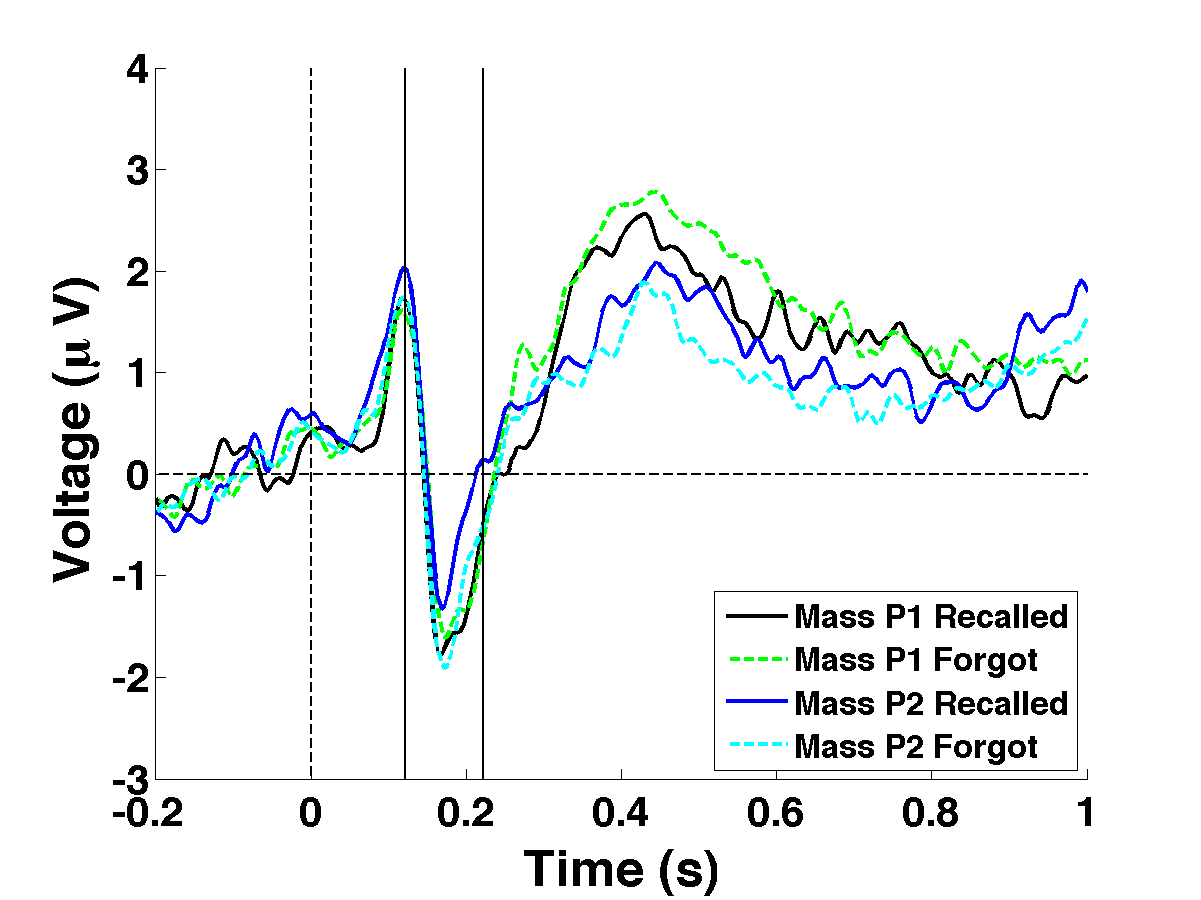 4
3
2
1
0
-1
-2
-3
Voltage (μ V)
-0.2
0
0.2
0.4
0.6
0.8
1
Time (s)
Mass P1 Recalled
Mass P1 Forgot
Mass P2 Recalled
Mass P2 Forgot